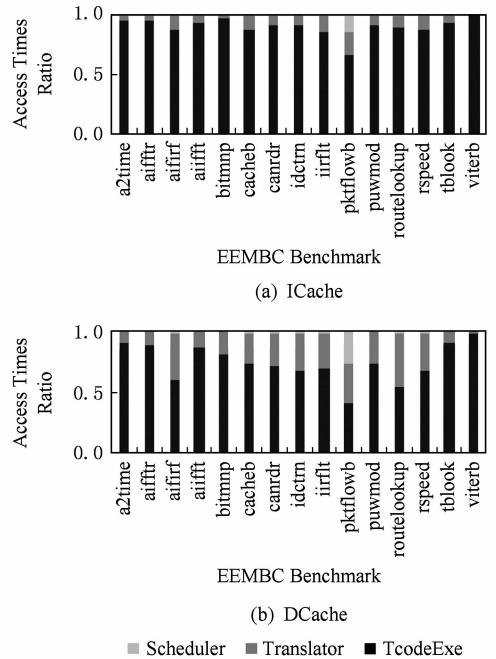 Access Times
Ratio
1.0
0.5
0.0
a2time
aifftr
aifirf
aiifft
bitmnp
cacheb
canrdr
idctrn
iirflt
pktflowb
puwmod
routelookup
rspeed
tblook
viterb
EEMBC Benchmark
(a) ICache
Access Times
Ratio
1.0
0.5
0.0
a2time
aifftr
aifirf
aiifft
bitmnp
cacheb
canrdr
idctrn
iirflt
pktflowb
puwmod
routelookup
rspeed
tblook
viterb
EEMBC Benchmark
(b) DCache
Scheduler Translator TcodeExe